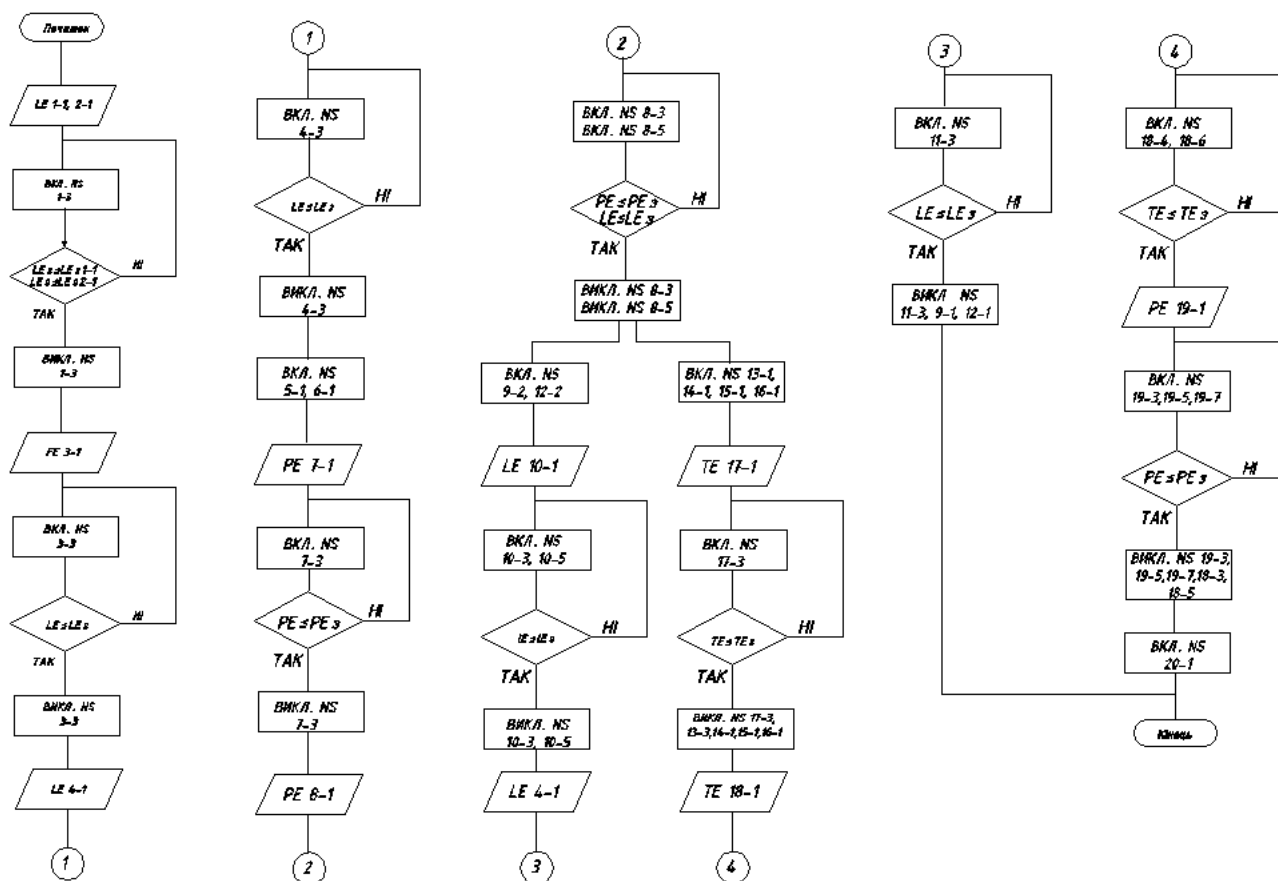 Початок
LE 1-1, 2-1
ВКЛ. NS
1-3
НІ
ТАК
ВИКЛ. NS
1-3
FE 3-1
ВКЛ. NS
3-3
LE≤LE з
НІ
ТАК
ВИКЛ. NS
3-3
LE 4-1
1
1
ВКЛ. NS
4-3
LE≤LE з
НІ
ТАК
ВИКЛ. NS
4-3
ВКЛ. NS
5-1, 6-1
PE 7-1
ВКЛ. NS
7-3
PE≤PE з
НІ
ТАК
ВИКЛ. NS
7-3
PE 8-1
2
2
ВКЛ. NS 8-3
ВКЛ. NS 8-5
PE≤PE з
LE≤LE з
НІ
ТАК
ВИКЛ. NS 8-3
ВИКЛ. NS 8-5
ВКЛ. NS
9-2, 12-2
LE 10-1
ВКЛ. NS
10-3, 10-5
LE≤LE з
НІ
ТАК
ВИКЛ. NS
10-3, 10-5
LE 4-1
3
ВКЛ. NS 13-1,
14-1, 15-1, 16-1
TE 17-1
ВКЛ. NS
17-3
TE≤TE з
НІ
ТАК
ВИКЛ. NS 17-3,
13-3,14-1,15-1,16-1
TE 18-1
4
3
ВКЛ. NS
11-3
LE≤LE з
НІ
ТАК
ВИКЛ NS
11-3, 9-1, 12-1
4
ВКЛ. NS
18-4, 18-6
TE≤TE з
НІ
ТАК
PE 19-1
ВКЛ. NS
19-3,19-5,19-7
PE≤PE з
НІ
ТАК
ВИКЛ. NS 19-3,
19-5,19-7,18-3,
18-5
ВКЛ. NS
20-1
Кінець